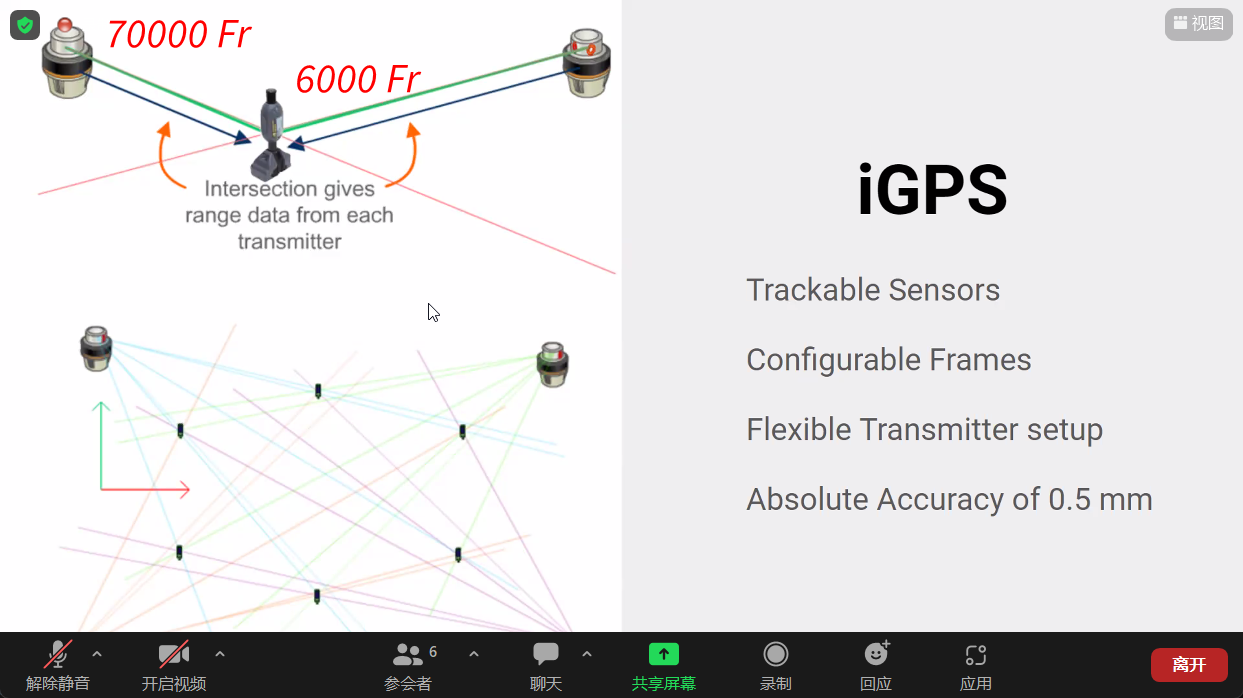 70000 Fr
6000 Fr
Intersection gives
range data from each
transmitter
视图
iGPS
Trackable Sensors
Configurable Frames
Flexible Transmitter setup
Absolute Accuracy of 0.5 mm
解除静音
开启视频
参会者
6
聊天
共享屏幕
录制
回应
应用
离开